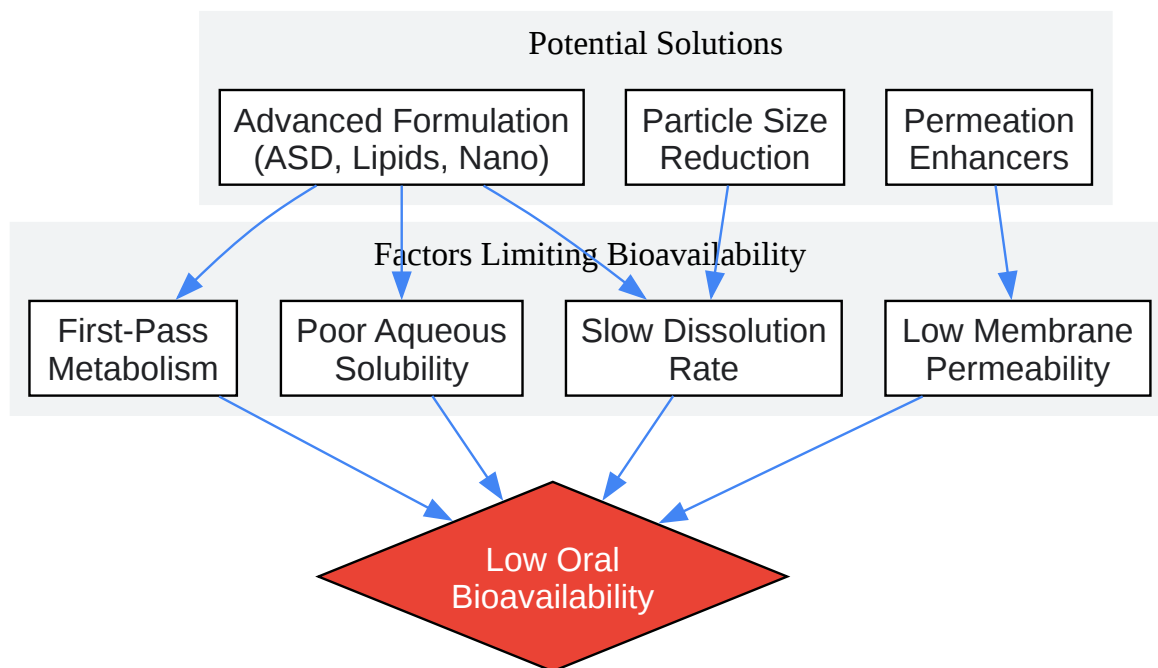 Potential Solutions
Advanced Formulation
(ASD, Lipids, Nano)
Particle Size
Reduction
Permeation
Enhancers
Factors Limiting Bioavailability
First-Pass
Metabolism
Poor Aqueous
Solubility
Slow Dissolution
Rate
Low Membrane
Permeability
Low Oral
Bioavailability